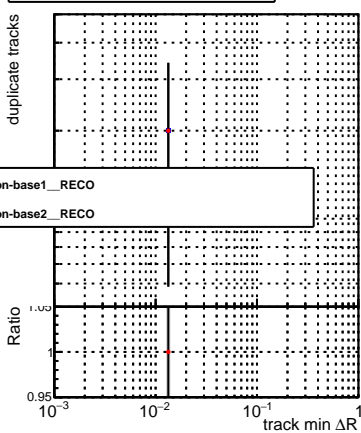 duplicate tracks
on-base1__RECO
on-base2__RECO
Ratio
1.05
1
0.95
10−3 10−2 10−1 1
track min ΔR